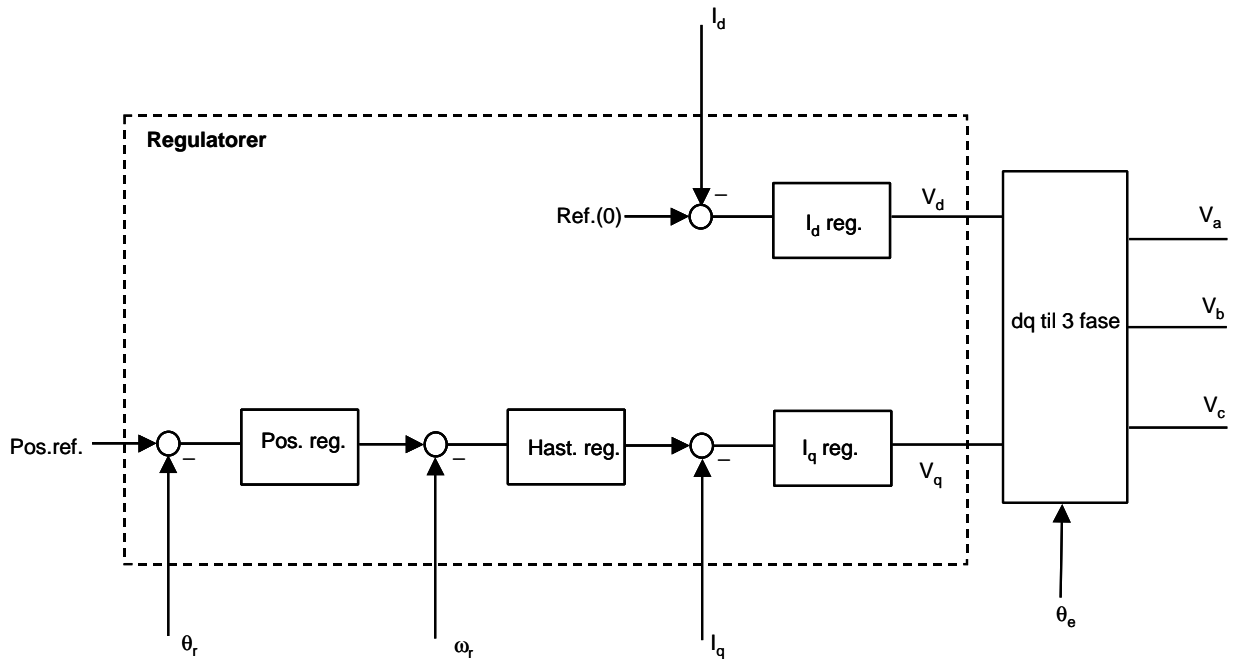 I_d
Regulatorer
–
Ref.(0)
I_d reg.
V_d
V_a
V_b
dq til 3 fase
V_c
Pos.ref.
–
Pos. reg.
–
Hast. reg.
–
I_q reg.
V_q
θ_r
ω_r
I_q
θ_e